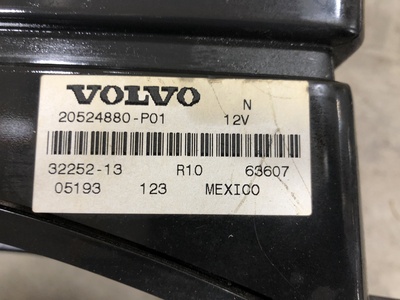 VOLVO N
20524880-P01 12V
32252-13 R10 63607
05193 123 MEXICO